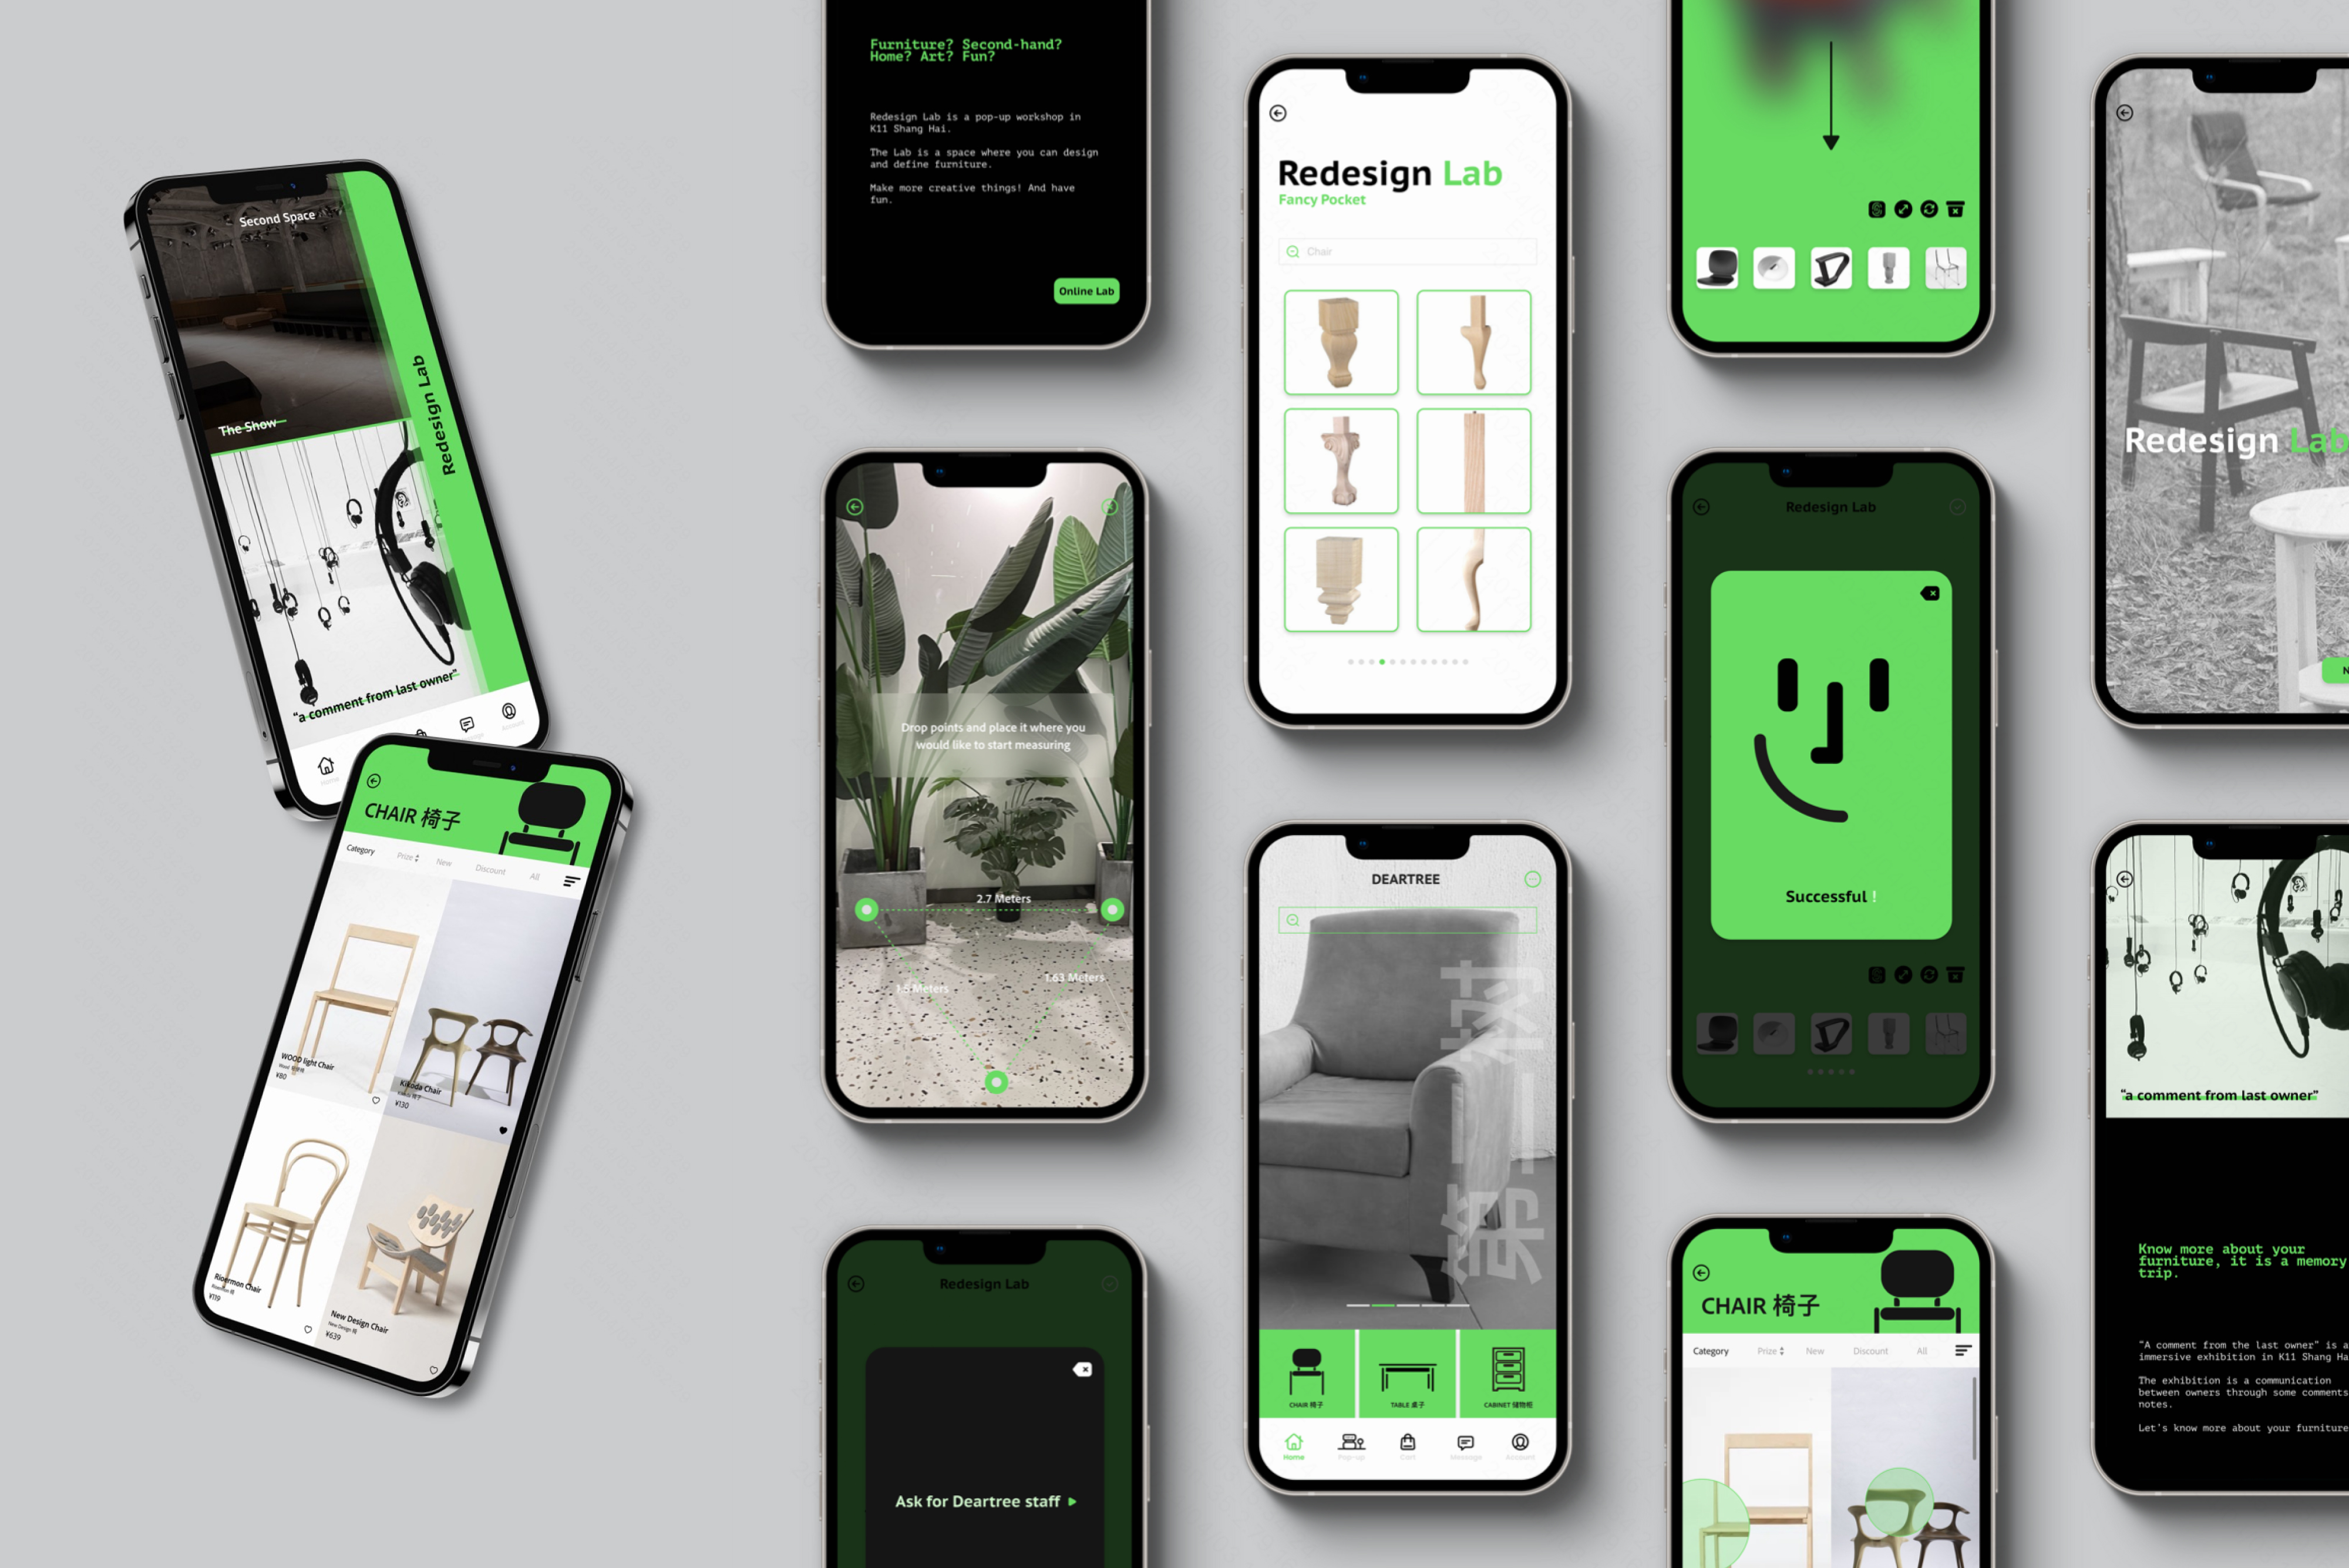 Second Space
The Show
Redesign Lab
"a comment from last owner"
CHAIR 椅子
Category
Prize
New
Discount
All
WOOD light Chair
¥80
Kikoda Chair
¥130
Rioermon Chair
¥119
New Design Chair
¥639
Furniture? Second-hand?
Home? Art? Fun?
Redesign Lab is a pop-up workshop in
K11 Shang Hai.
The Lab is a space where you can design
and define furniture.
Make more creative things! And have
fun.
Online Lab
Drop points and place it where you
would like to start measuring
2.7 Meters
1.63 Meters
1.5 Meters
Redesign Lab
Ask for Deartree staff
Redesign Lab
Fancy Pocket
Chair
DEARTREE
第二树
CHAIR 椅子
TABLE 桌子
CABINET 储物柜
Home
Pop-up
Cart
Message
Account
Redesign Lab
Successful !
CHAIR 椅子
Category
Prize
New
Discount
All
Redesign Lab
"a comment from last owner"
Know more about your
furniture, it is a memory
trip.
"A comment from the last owner" is a
immersive exhibition in K11 Shang Ha
The exhibition is a communication
between owners through some comments
notes.
Let's know more about your furniture